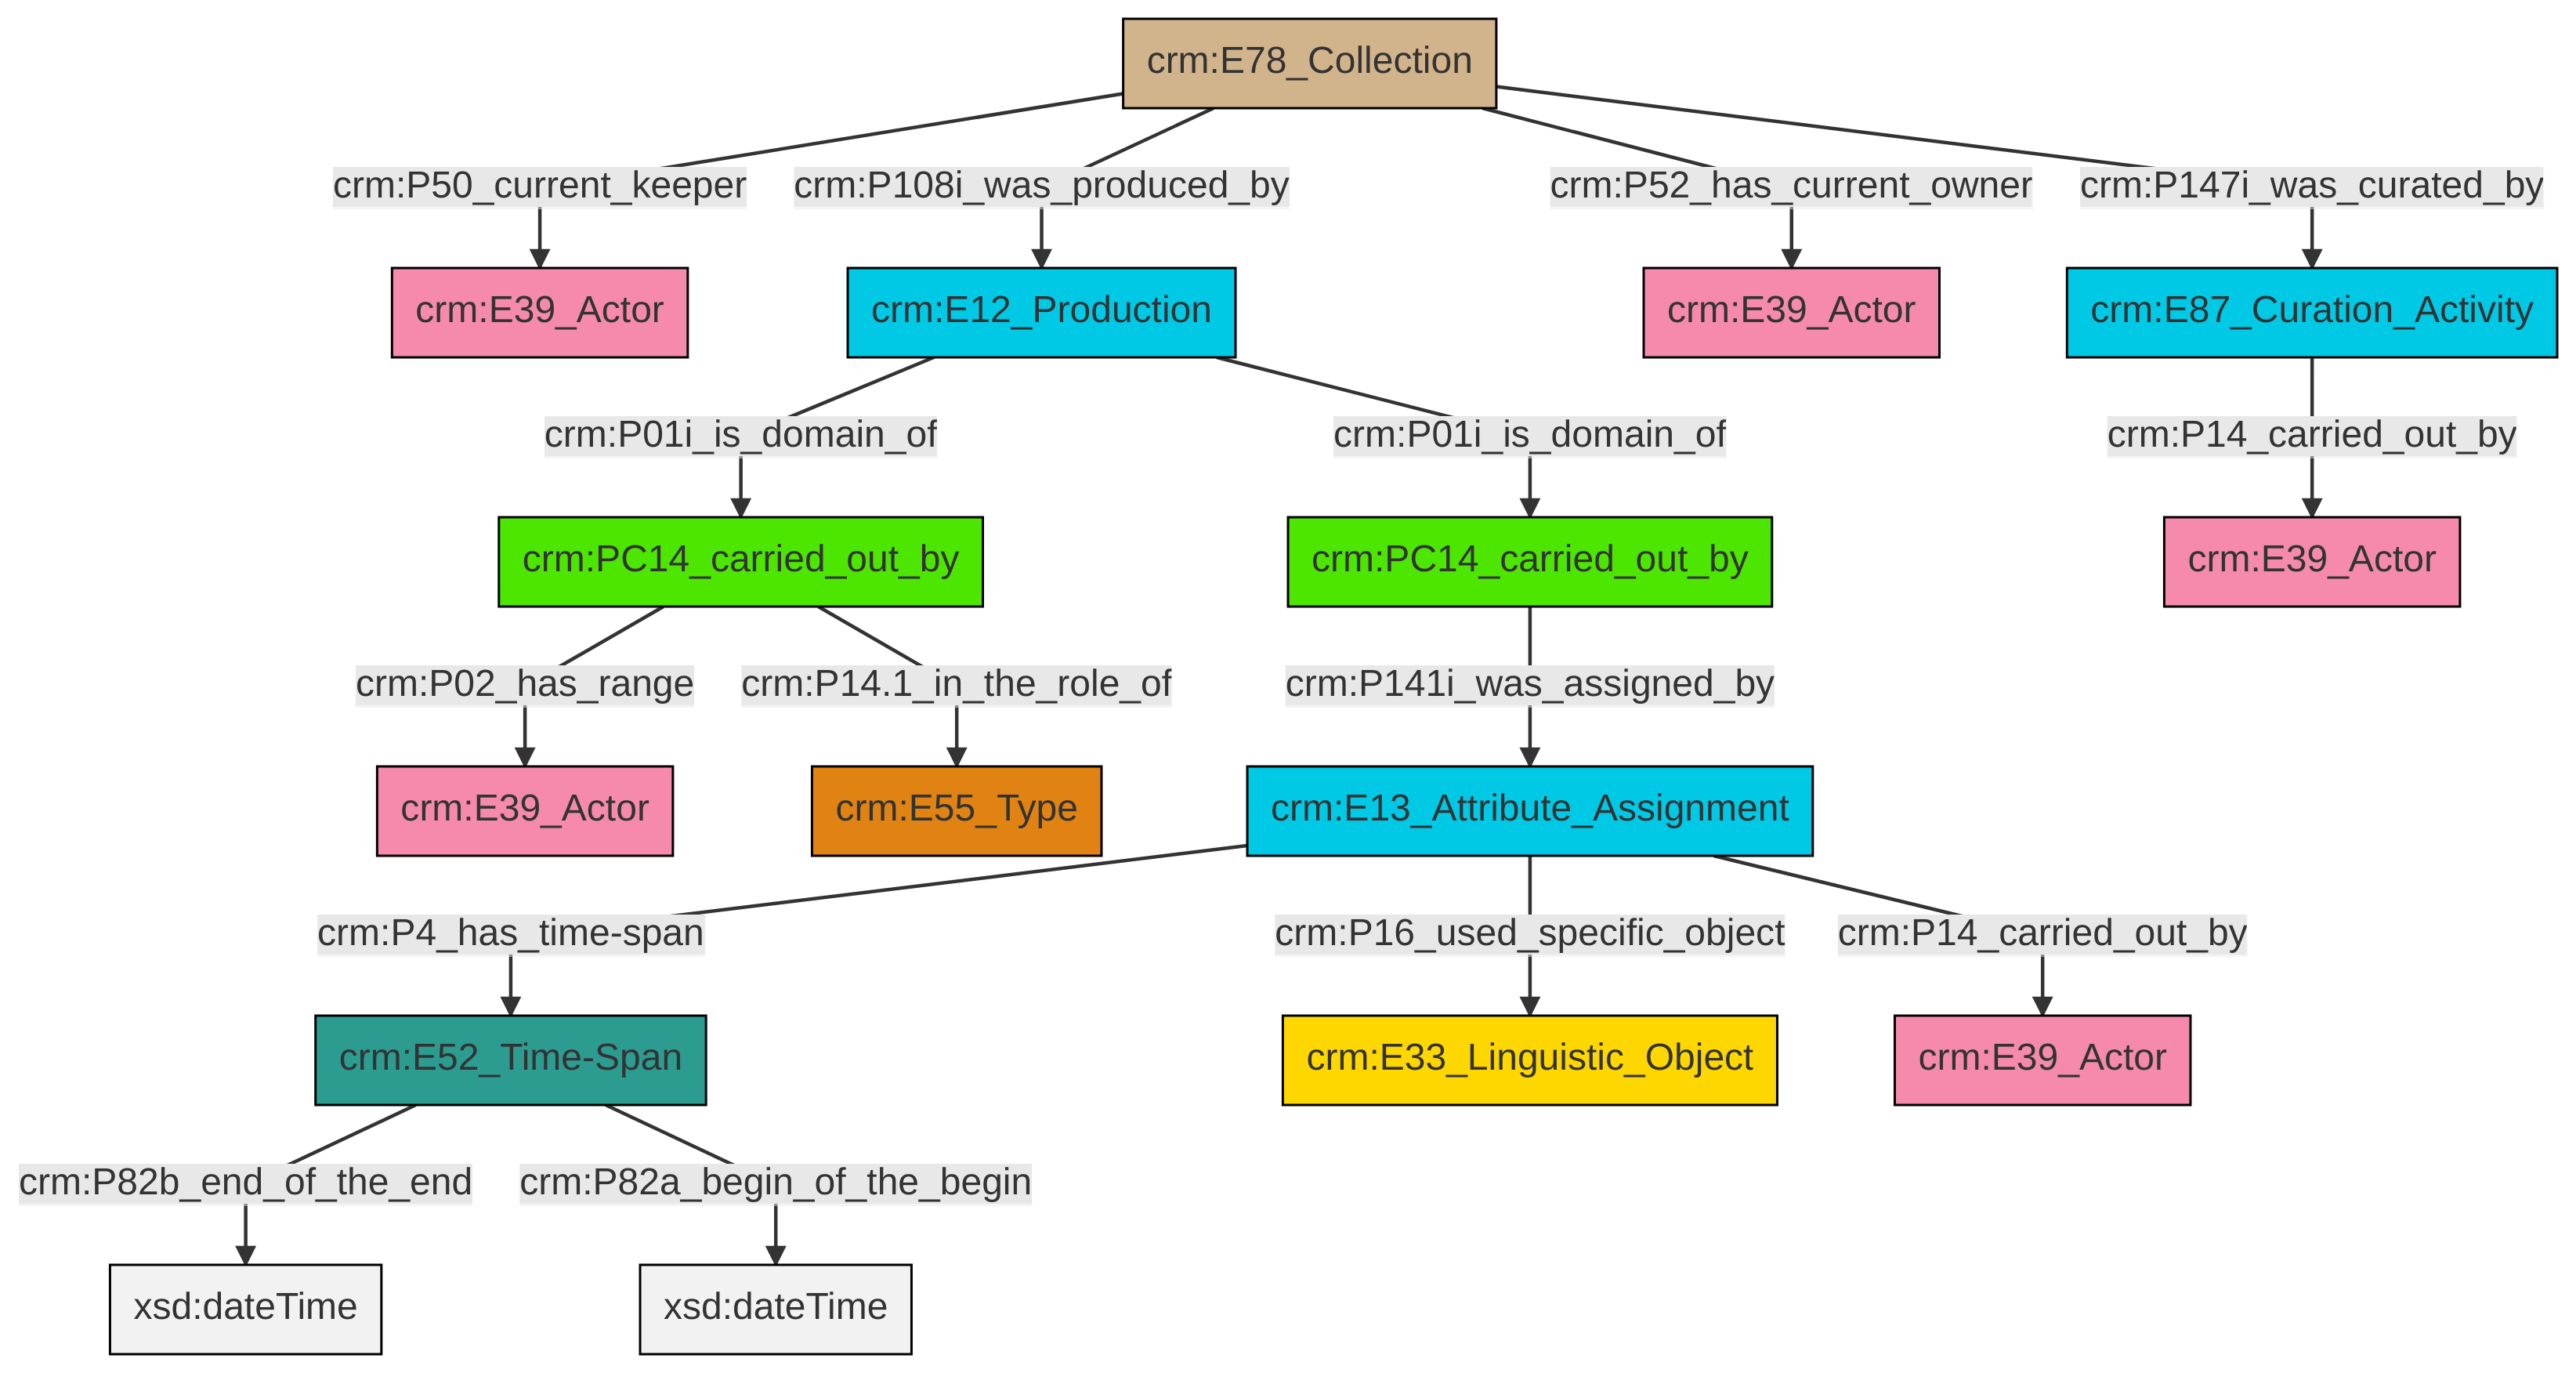 crm:E78_Collection
crm:P50_current_keeper
crm:P108i_was_produced_by
crm:P52_has_current_owner
crm:P147i_was_curated_by
crm:E39_Actor
crm:E12_Production
crm:E39_Actor
crm:E87_Curation_Activity
crm:P01i_is_domain_of
crm:P01i_is_domain_of
crm:P14_carried_out_by
crm:PC14_carried_out_by
crm:PC14_carried_out_by
crm:E39_Actor
crm:P02_has_range
crm:P14.1_in_the_role_of
crm:P141i_was_assigned_by
crm:E39_Actor
crm:E55_Type
crm:E13_Attribute_Assignment
crm:P4_has_time-span
crm:P16_used_specific_object
crm:P14_carried_out_by
crm:E52_Time-Span
crm:E33_Linguistic_Object
crm:E39_Actor
crm:P82b_end_of_the_end
crm:P82a_begin_of_the_begin
xsd:dateTime
xsd:dateTime